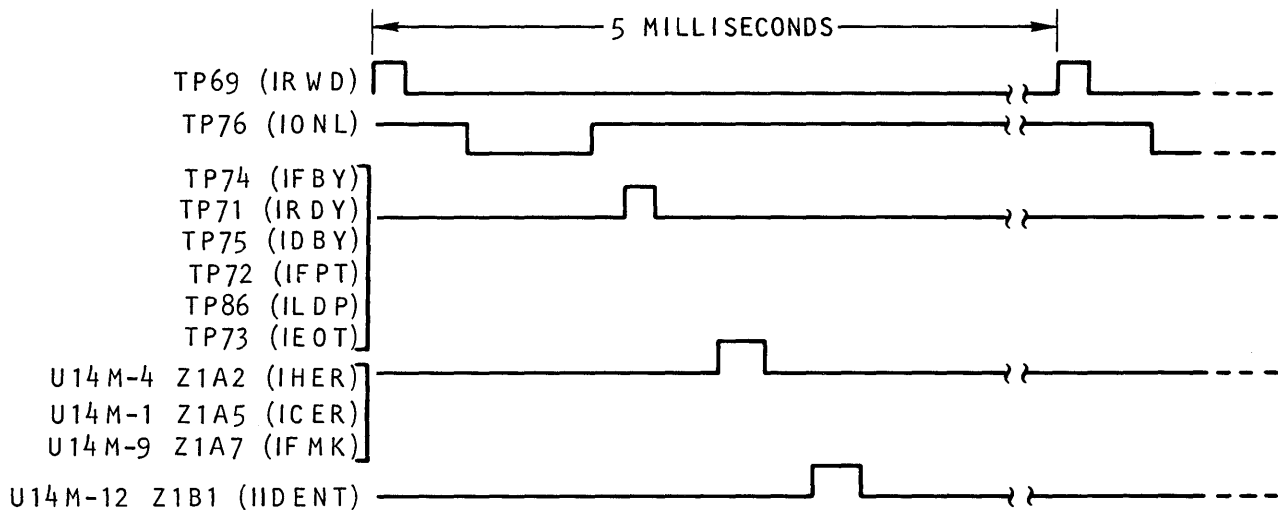 5 MILLISECONDS
TP69 (IRWD)
TP76 (IONL)
TP74 (IFBY)
TP71 (IRDY)
TP75 (IDBY)
TP72 (IFPT)
TP86 (ILDP)
TP73 (IEOT)
U14M-4 Z1A2 (IHER)
U14M-1 Z1A5 (ICER)
U14M-9 Z1A7 (IFMK)
U14M-12 Z1B1 (IIDENT)